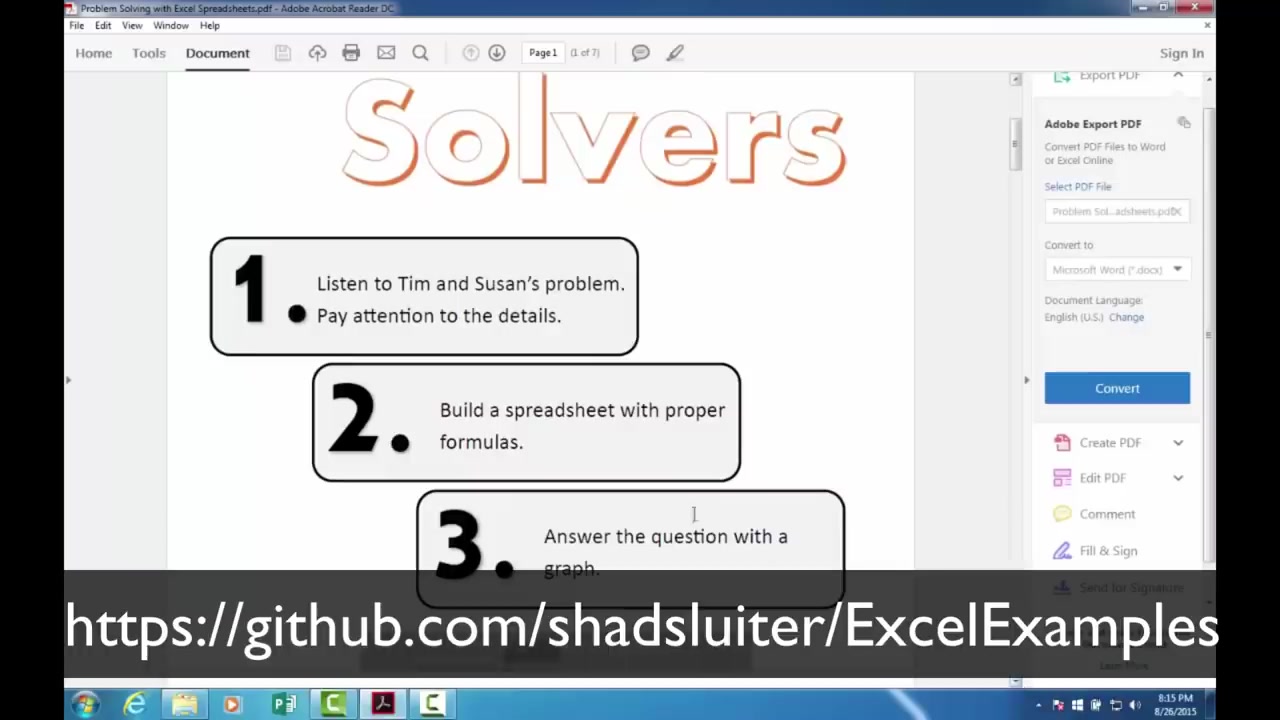 Problem Solving with Excel Spreadsheets.pdf - Adobe Acrobat Reader DC
File Edit View Window Help
Home Tools Document Page 1 (1 of 7) Sign In
Solvers
1. Listen to Tim and Susan's problem.
Pay attention to the details.
2. Build a spreadsheet with proper
formulas.
3. Answer the question with a
graph.
Export PDF
Adobe Export PDF
Convert PDF Files to Word
or Excel Online
Select PDF File
Problem Sol...adsheets.pdf
Convert to
Microsoft Word (*.docx)
Document Language:
English (U.S.) Change
Convert
Create PDF
Edit PDF
Comment
Fill & Sign
Send for Signature
Learn More
https://github.com/shadsluiter/ExcelExamples
8:15 PM
8/26/2015